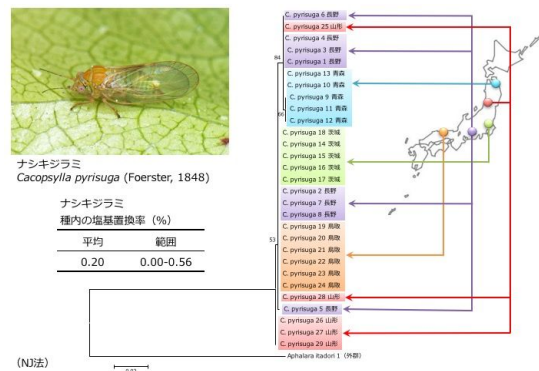 ナシキジラミ
Cacopsylla pyrisuga (Foerster, 1848)
ナシキジラミ
種内の塩基置換率（%）
平均 範囲
0.20 0.00-0.56
(NJ法)
84
66
53
C. pyrisuga 6 長野
C. pyrisuga 25 山形
C. pyrisuga 4 長野
C. pyrisuga 3 長野
C. pyrisuga 1 長野
C. pyrisuga 13 青森
C. pyrisuga 10 青森
C. pyrisuga 9 青森
C. pyrisuga 11 青森
C. pyrisuga 12 青森
C. pyrisuga 18 茨城
C. pyrisuga 14 茨城
C. pyrisuga 15 茨城
C. pyrisuga 16 茨城
C. pyrisuga 17 茨城
C. pyrisuga 2 長野
C. pyrisuga 7 長野
C. pyrisuga 8 長野
C. pyrisuga 19 鳥取
C. pyrisuga 20 鳥取
C. pyrisuga 21 鳥取
C. pyrisuga 22 鳥取
C. pyrisuga 23 鳥取
C. pyrisuga 24 鳥取
C. pyrisuga 28 山形
C. pyrisuga 5 長野
C. pyrisuga 26 山形
C. pyrisuga 27 山形
C. pyrisuga 29 山形
Aphalara itadori 1（外群）